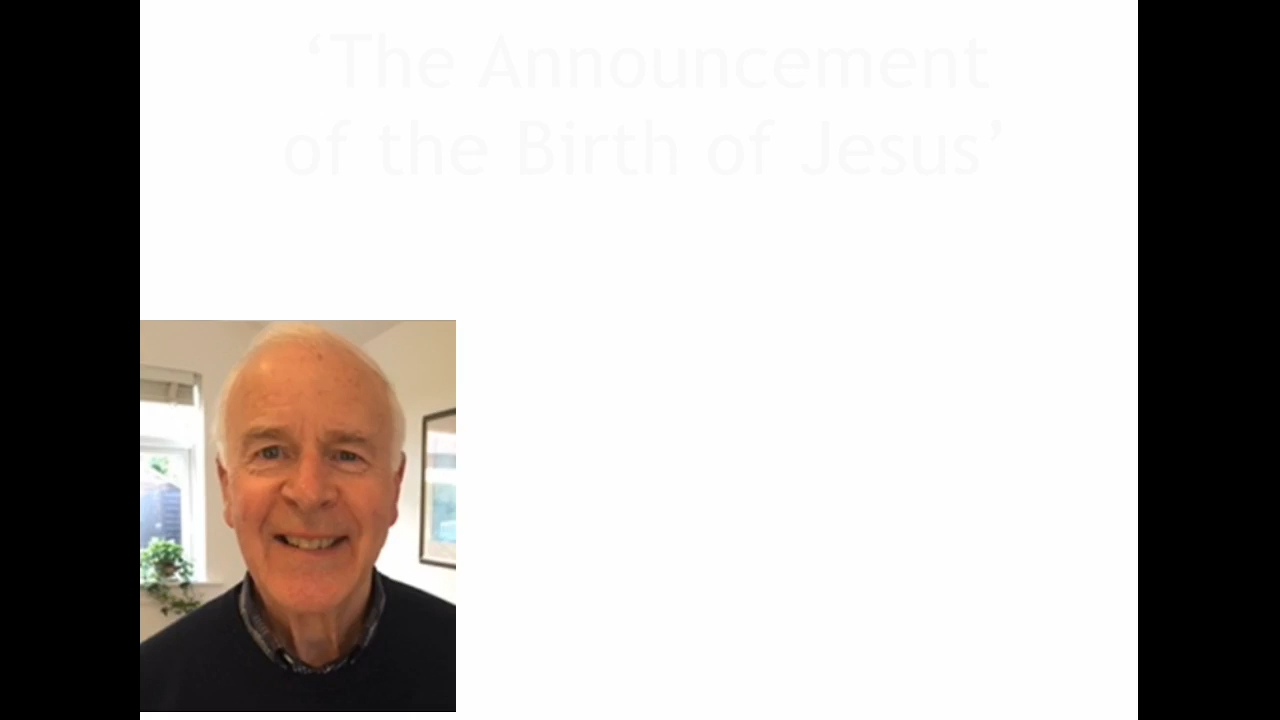 ‘The Announcement
of the Birth of Jesus’